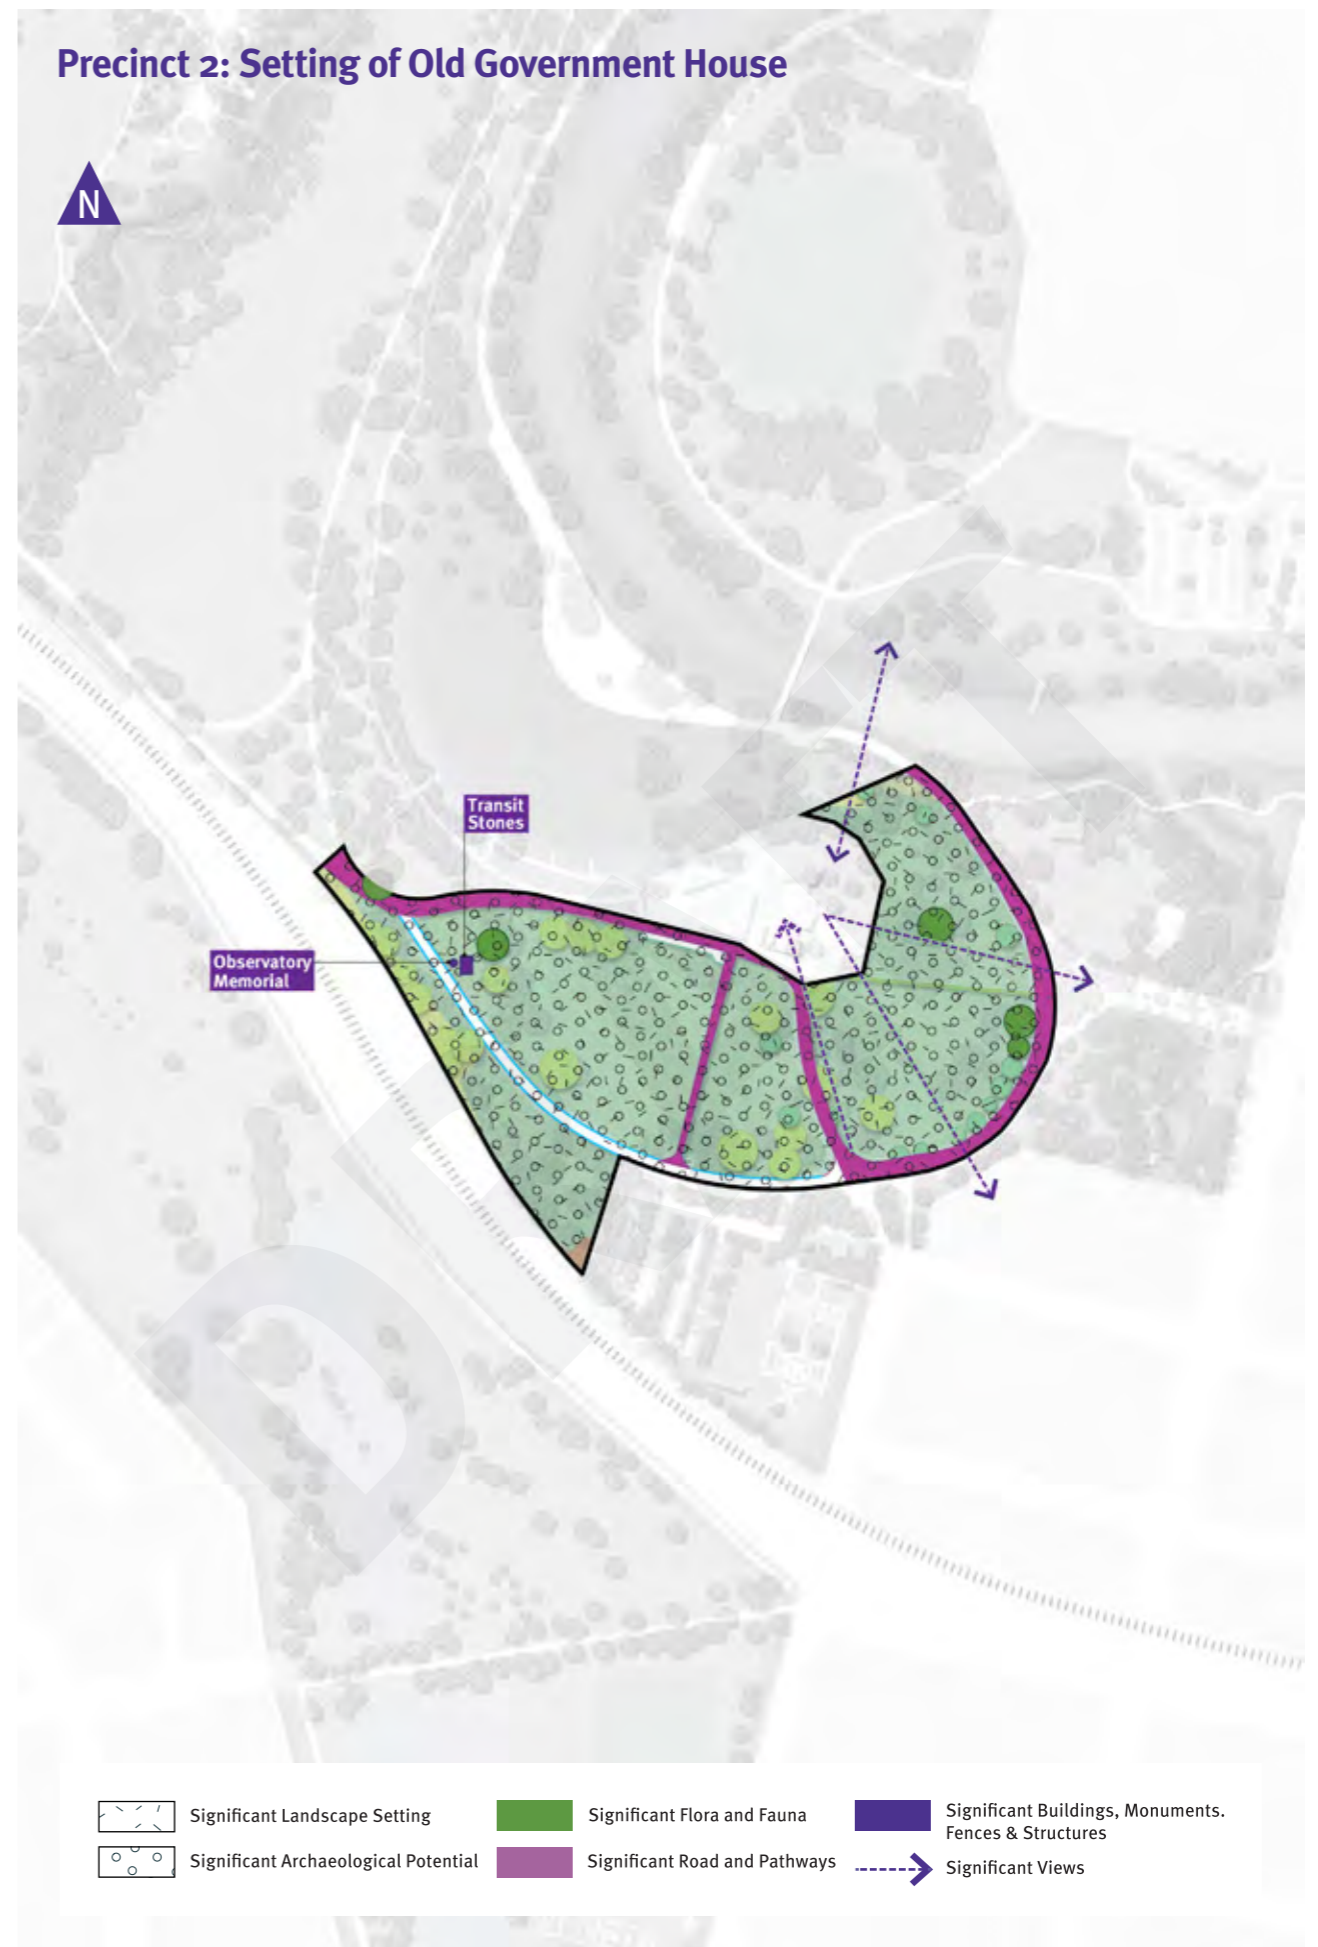 Precinct 2: Setting of Old Government House
N
Transit
Stones
Observatory
Memorial
Significant Landscape Setting
Significant Archaeological Potential
Significant Flora and Fauna
Significant Road and Pathways
Significant Buildings, Monuments.
Fences & Structures
Significant Views
DRAFT